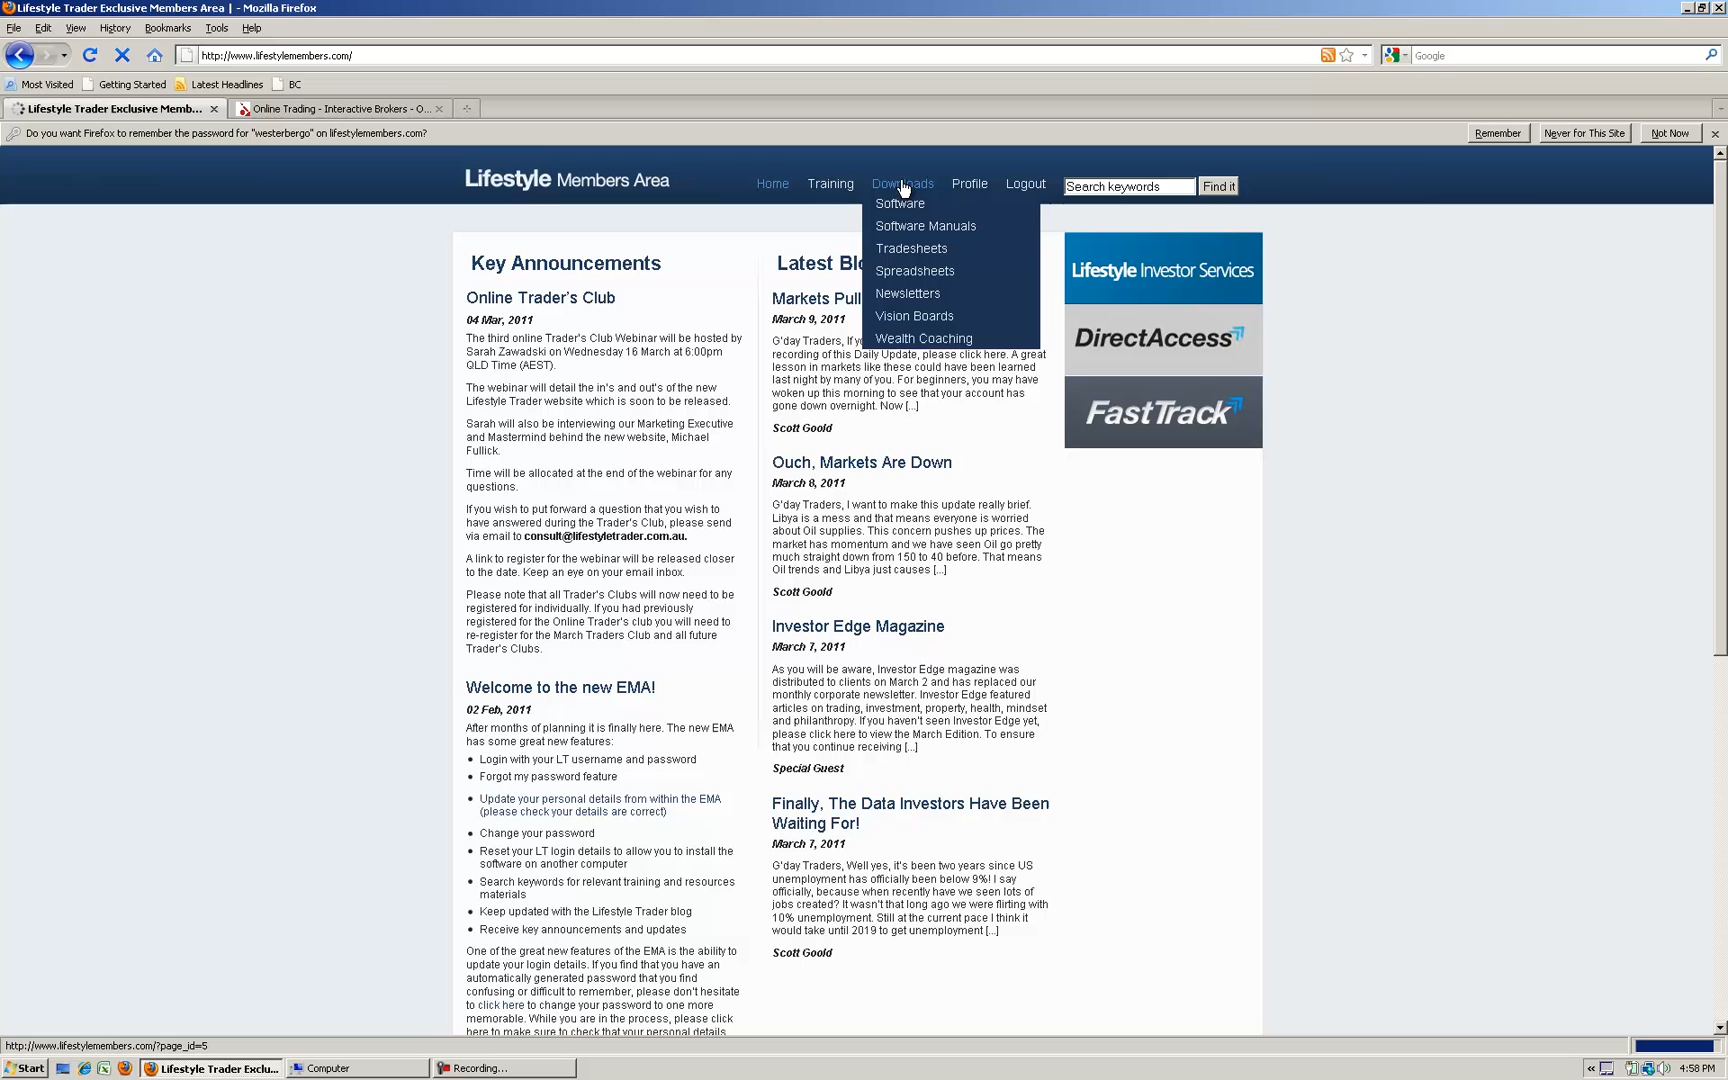 Lifestyle Trader Exclusive Members Area | - Mozilla Firefox
File Edit View History Bookmarks Tools Help
http://www.lifestylemembers.com/
Google
Most Visited Getting Started Latest Headlines BC
Lifestyle Trader Exclusive Memb...
Online Trading - Interactive Brokers - O...
Do you want Firefox to remember the password for "westerbergo" on lifestylemembers.com?
Remember Never for This Site Not Now
Lifestyle Members Area
Home Training Downloads Profile Logout
Search keywords Find it
Software
Software Manuals
Tradesheets
Spreadsheets
Newsletters
Vision Boards
Wealth Coaching
Key Announcements
Online Trader's Club
04 Mar, 2011
The third online Trader's Club Webinar will be hosted by
Sarah Zawadski on Wednesday 16 March at 6:00pm
QLD Time (AEST).
The webinar will detail the in's and out's of the new
Lifestyle Trader website which is soon to be released.
Sarah will also be interviewing our Marketing Executive
and Mastermind behind the new website, Michael
Fullick.
Time will be allocated at the end of the webinar for any
questions.
If you wish to put forward a question that you wish to
have answered during the Trader's Club, please send
via email to consult@lifestyletrader.com.au.
A link to register for the webinar will be released closer
to the date. Keep an eye on your email inbox.
Please note that all Trader's Clubs will now need to be
registered for individually. If you had previously
registered for the Online Trader's club you will need to
re-register for the March Traders Club and all future
Trader's Clubs.
Welcome to the new EMA!
02 Feb, 2011
After months of planning it is finally here. The new EMA
has some great new features:
Login with your LT username and password
Forgot my password feature
Update your personal details from within the EMA
(please check your details are correct)
Change your password
Reset your LT login details to allow you to install the
software on another computer
Search keywords for relevant training and resources
materials
Keep updated with the Lifestyle Trader blog
Receive key announcements and updates
One of the great new features of the EMA is the ability to
update your login details. If you find that you have an
automatically generated password that you find
confusing or difficult to remember, please don't hesitate
to click here to change your password to one more
memorable. While you are in the process, please click
here to make sure to check that your personal details
Latest Blo
Markets Pull
March 9, 2011
G'day Traders, If yo
recording of this Daily Update, please click here. A great
lesson in markets like these could have been learned
last night by many of you. For beginners, you may have
woken up this morning to see that your account has
gone down overnight. Now [...]
Scott Goold
Ouch, Markets Are Down
March 8, 2011
G'day Traders, I want to make this update really brief.
Libya is a mess and that means everyone is worried
about Oil supplies. This concern pushes up prices. The
market has momentum and we have seen Oil go pretty
much straight down from 150 to 40 before. That means
Oil trends and Libya just causes [...]
Scott Goold
Investor Edge Magazine
March 7, 2011
As you will be aware, Investor Edge magazine was
distributed to clients on March 2 and has replaced our
monthly corporate newsletter. Investor Edge featured
articles on trading, investment, property, health, mindset
and philanthropy. If you haven't seen Investor Edge yet,
please click here to view the March Edition. To ensure
that you continue receiving [...]
Special Guest
Finally, The Data Investors Have Been
Waiting For!
March 7, 2011
G'day Traders, Well yes, it's been two years since US
unemployment has officially been below 9%! I say
officially, because when recently have we seen lots of
jobs created? It wasn't that long ago we were flirting with
10% unemployment. Still at the current pace I think it
would take until 2019 to get unemployment [...]
Scott Goold
Lifestyle Investor Services
DirectAccess
FastTrack
http://www.lifestylemembers.com/?page_id=5
Start
Lifestyle Trader Exclu...
Computer
Recording...
4:58 PM